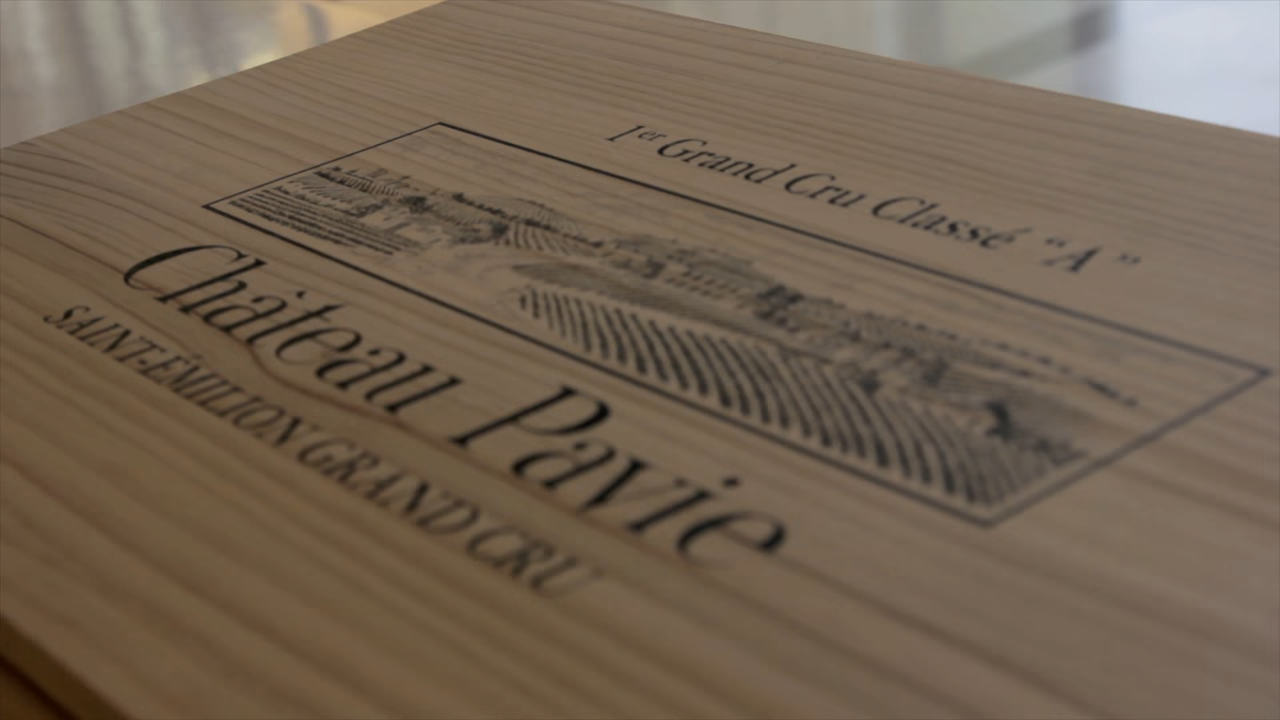 1er Grand Cru Classé “A”
Château Pavie
SAINT-ÉMILION GRAND CRU